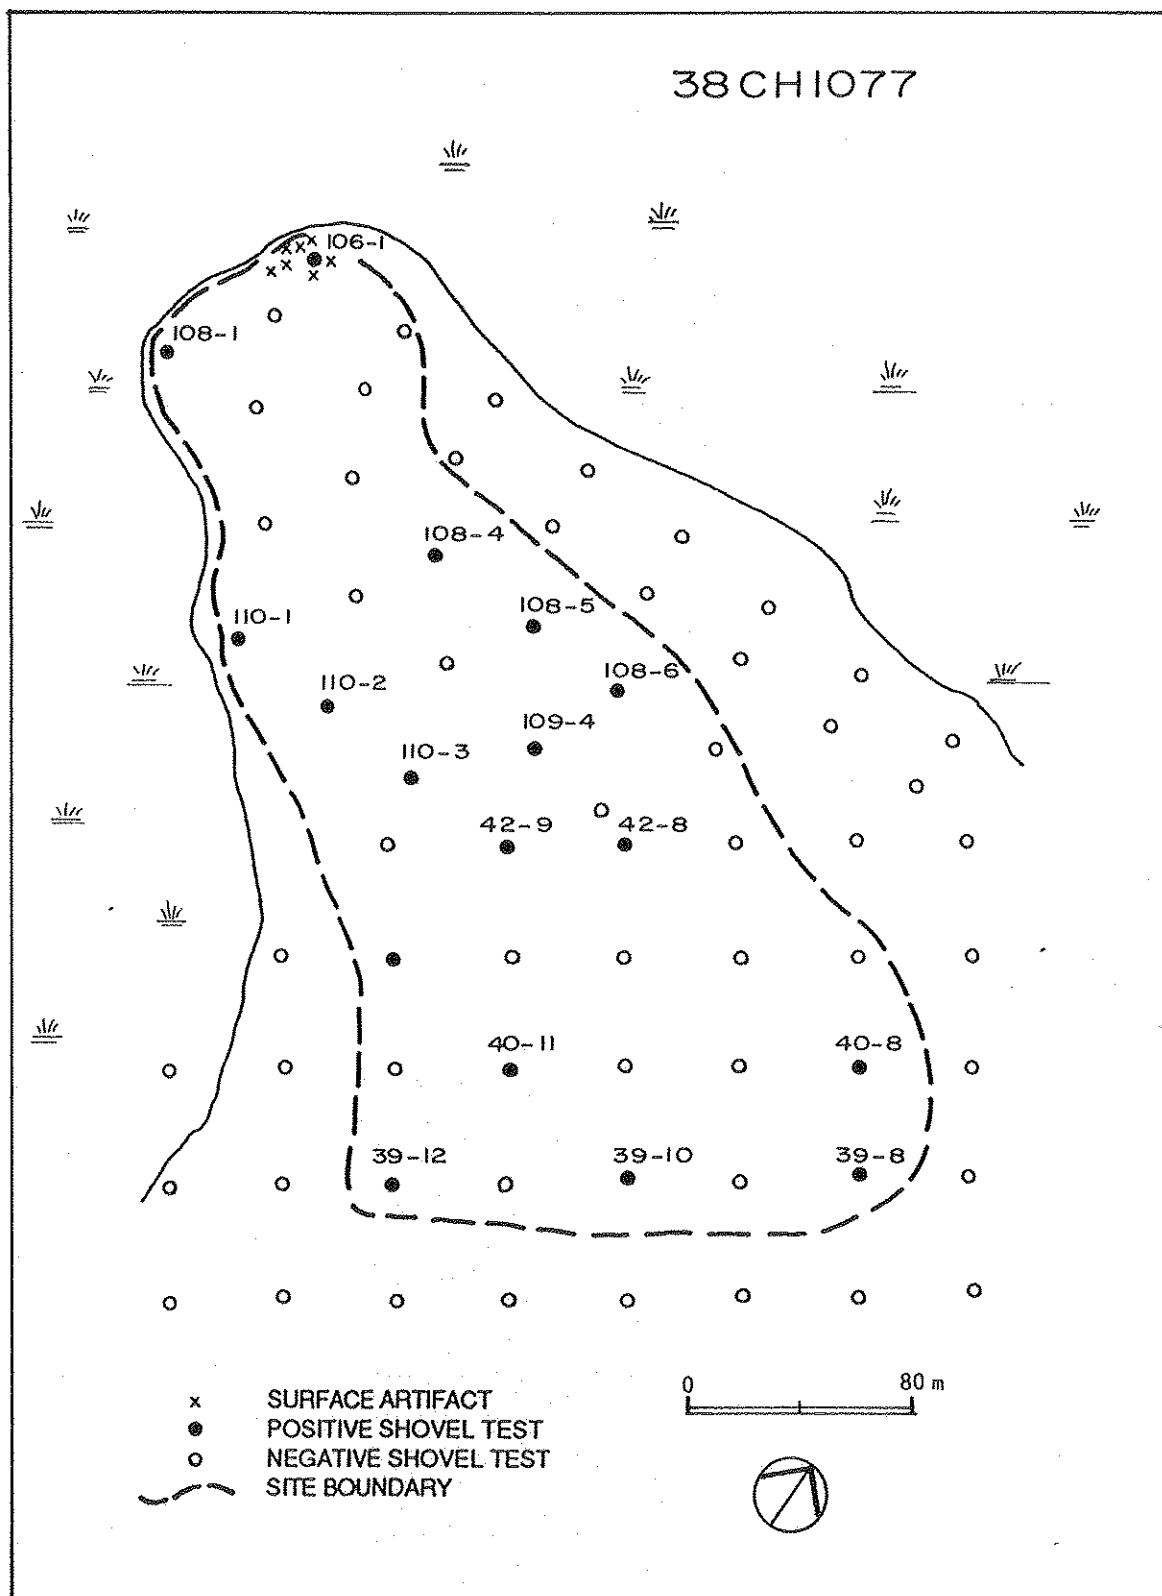 38CH1077
106-1
108-1
108-4
108-5
110-1
108-6
110-2
109-4
110-3
42-9
42-8
40-11
40-8
39-12
39-10
39-8
0 80 m
x SURFACE ARTIFACT
POSITIVE SHOVEL TEST
NEGATIVE SHOVEL TEST
SITE BOUNDARY